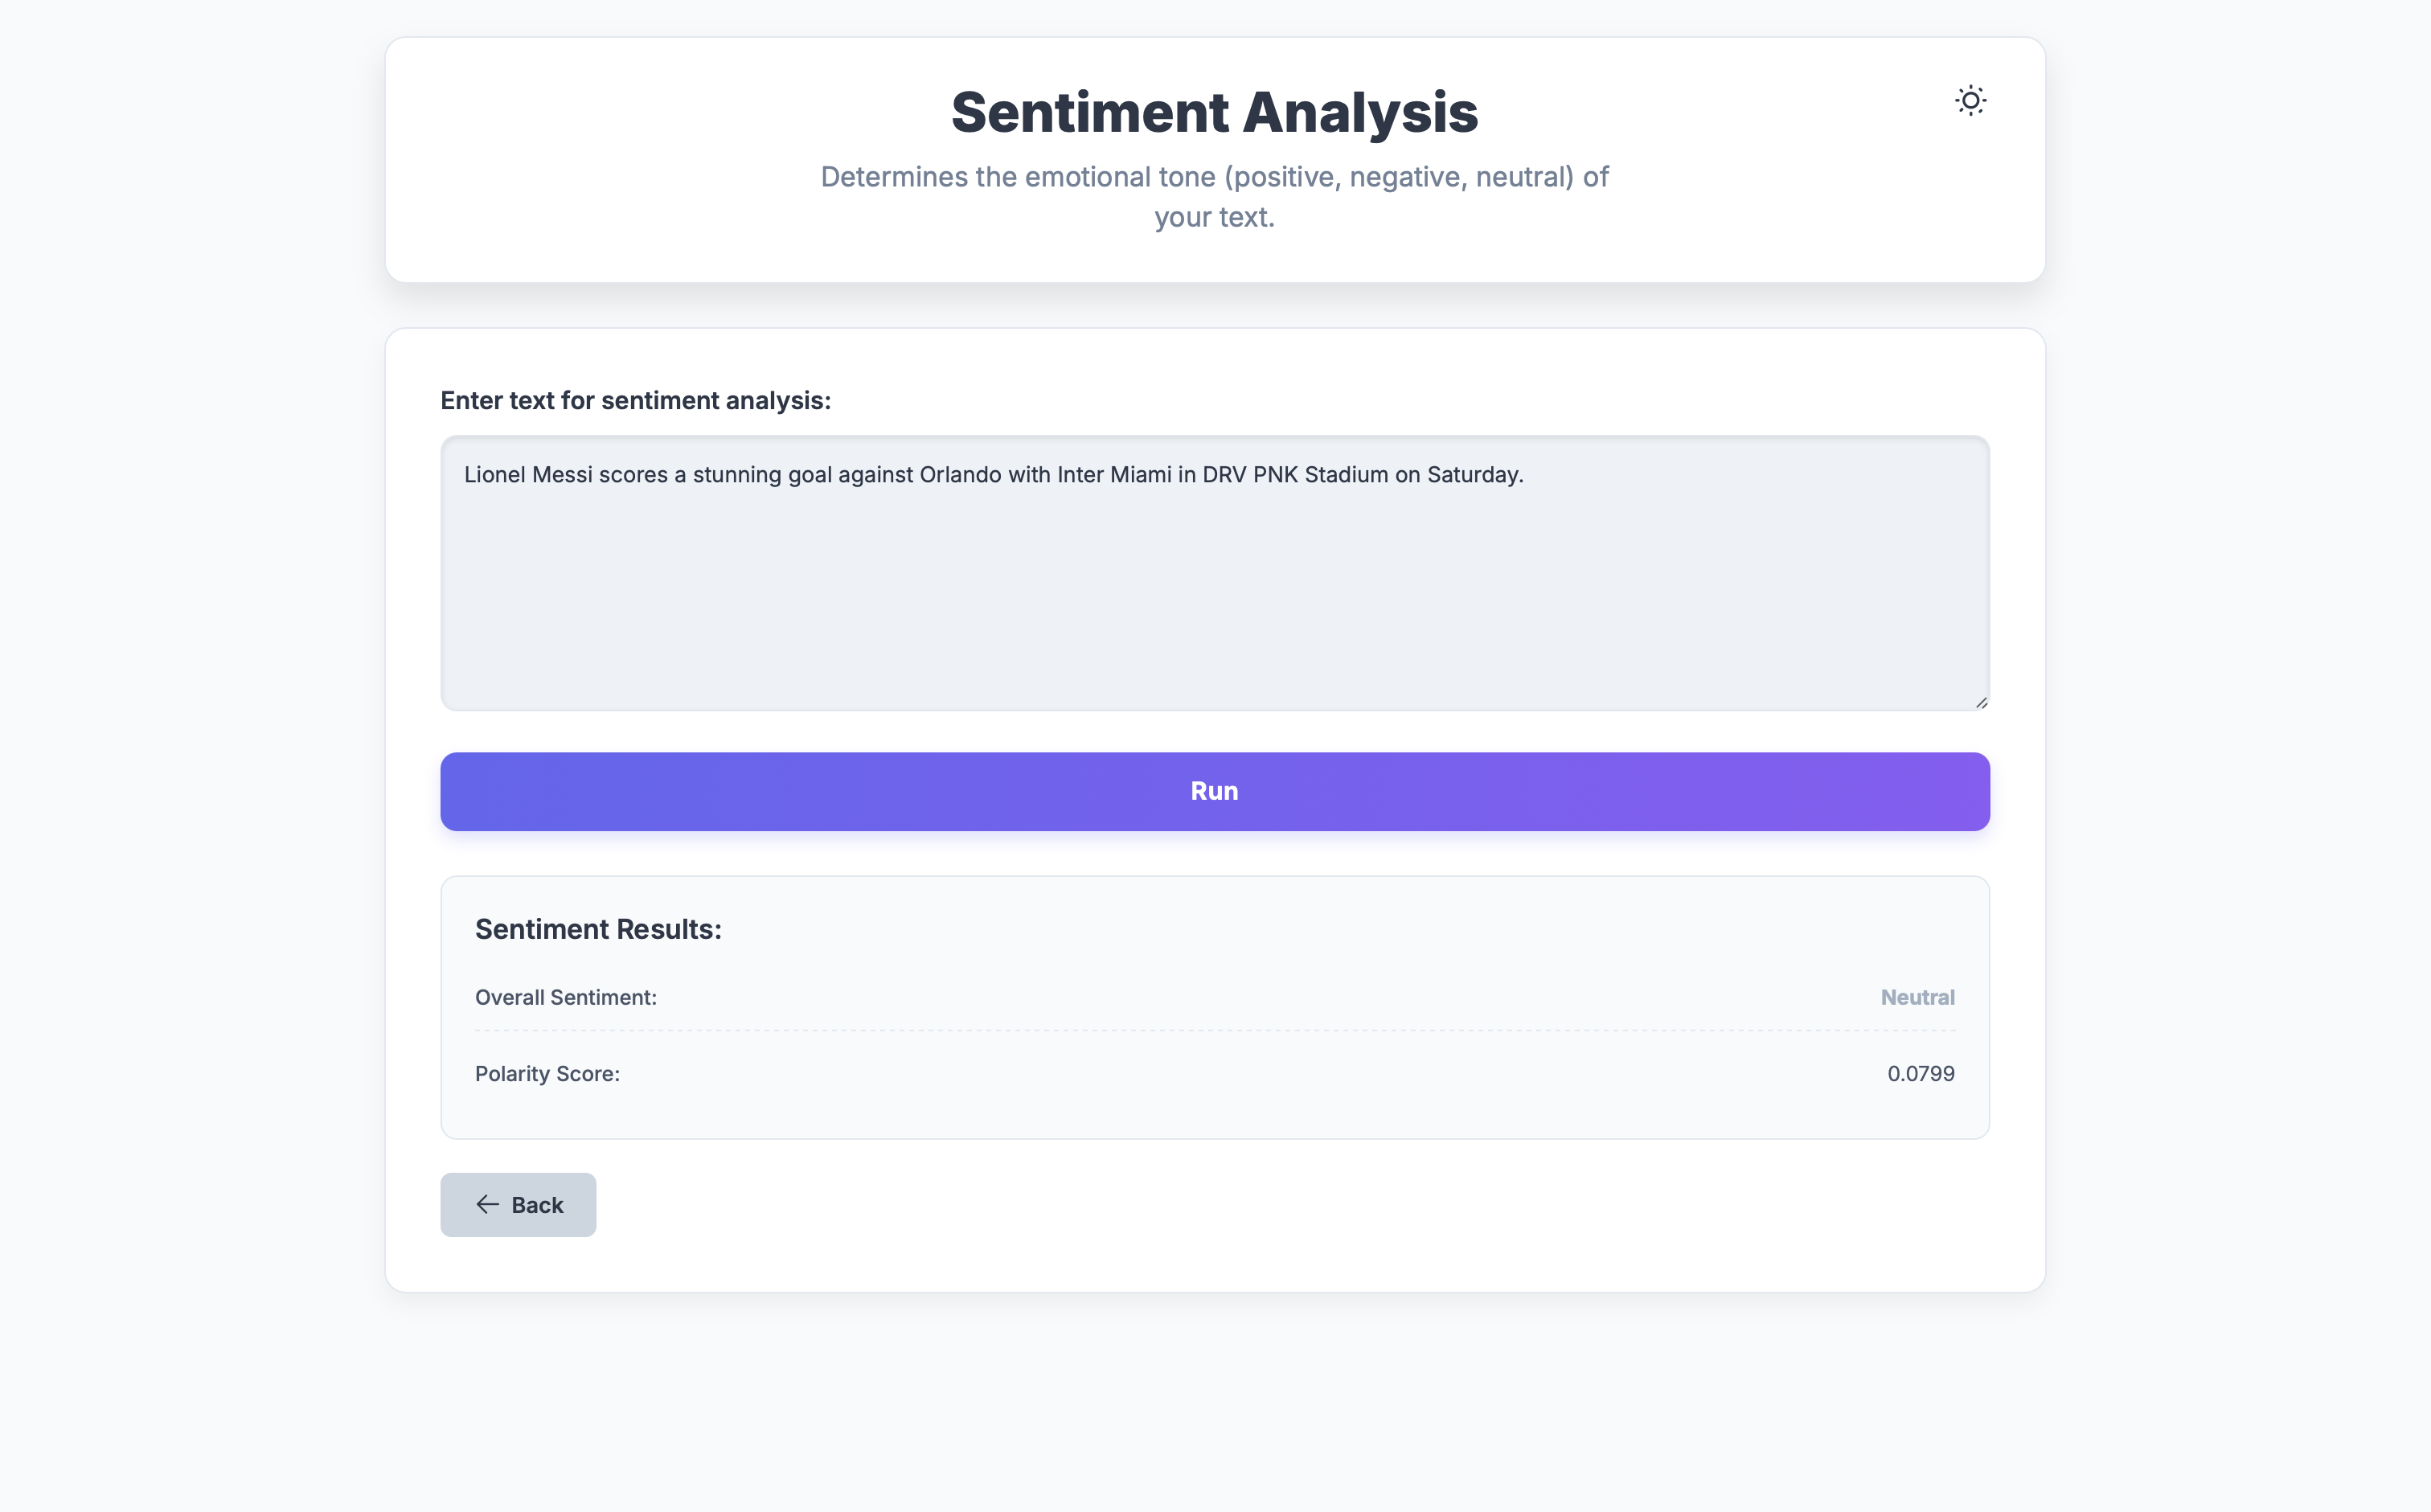 Sentiment Analysis
Determines the emotional tone (positive, negative, neutral) of
your text.
Enter text for sentiment analysis:
Lionel Messi scores a stunning goal against Orlando with Inter Miami in DRV PNK Stadium on Saturday.
Run
Sentiment Results:
Overall Sentiment: Neutral
Polarity Score: 0.0799
Back